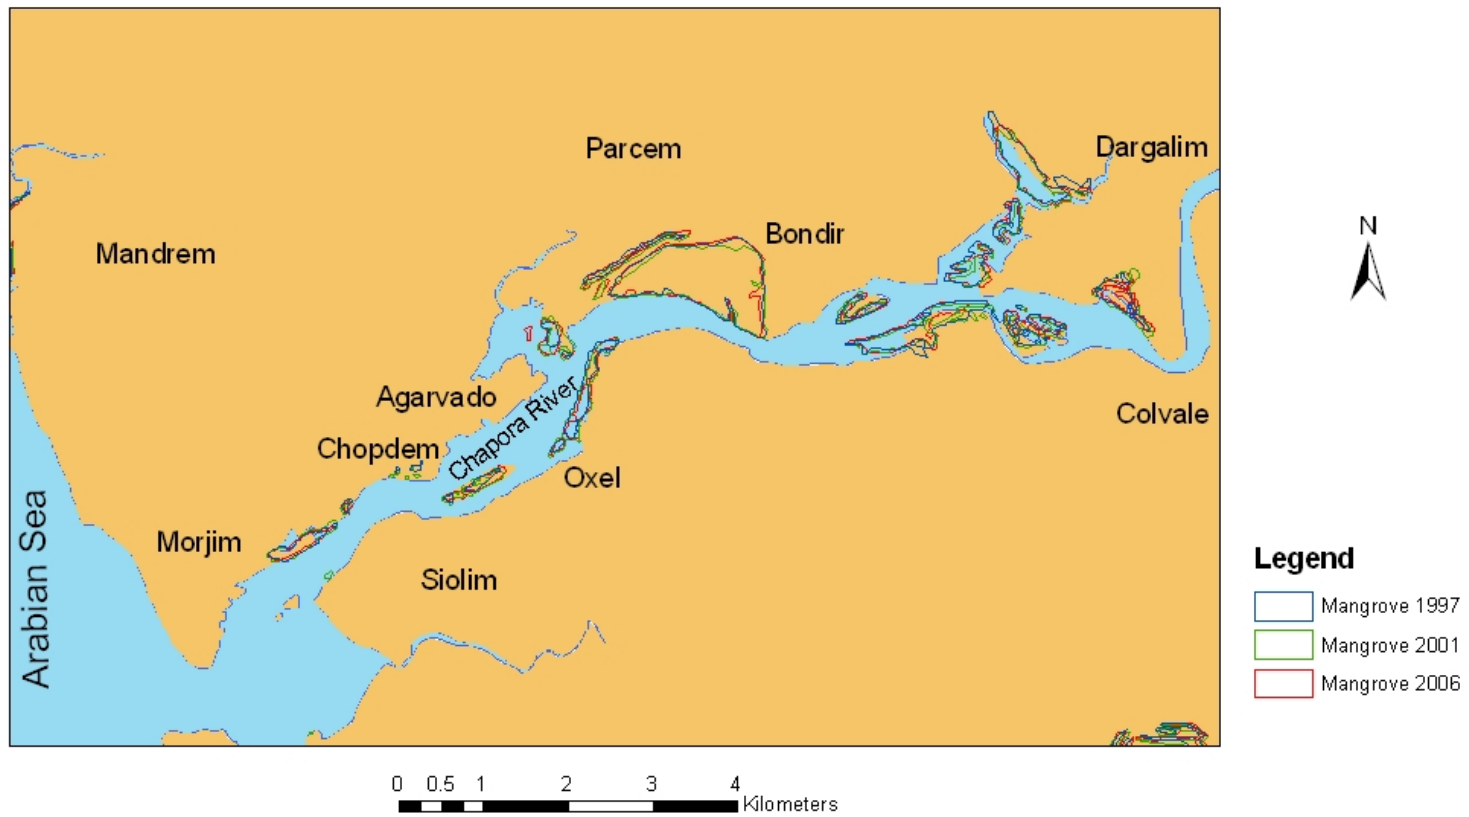 Parcem
Dargalim
Mandrem
Bondir
Agarvado
Chapora River
Colvale
Chopdem
Oxel
Morjim
Siolim
Arabian Sea
N
Legend
Mangrove 1997
Mangrove 2001
Mangrove 2006
0 0.5 1 2 3 4
Kilometers